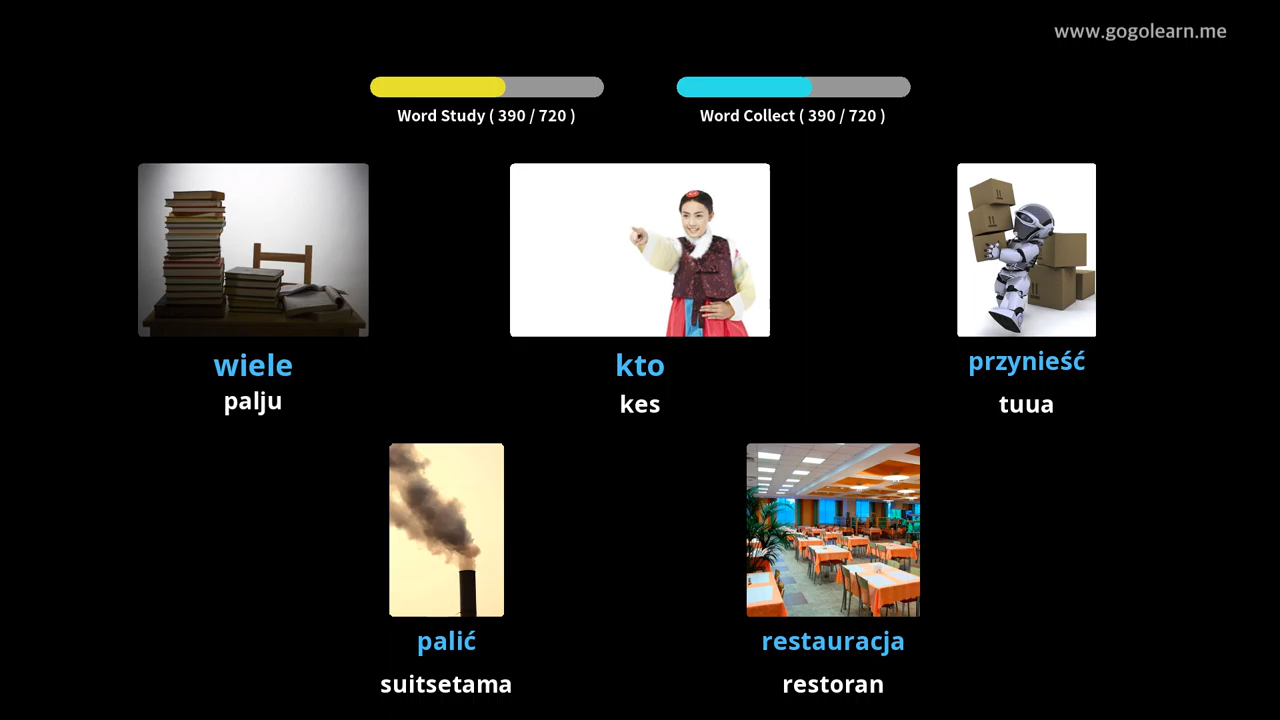 www.gogolearn.me
Word Study ( 390 / 720 )
Word Collect ( 390 / 720 )
wiele
palju
kto
kes
przynieść
tuua
palić
suitsetama
restauracja
restoran